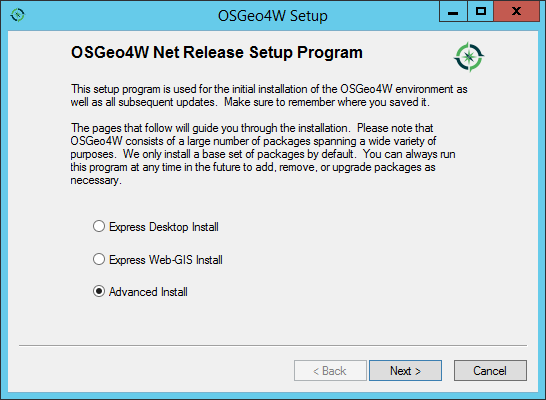 OSGeo4W Setup
X
OSGeo4W Net Release Setup Program
This setup program is used for the initial installation of the OSGeo4W environment as
well as all subsequent updates. Make sure to remember where you saved it.
The pages that follow will guide you through the installation. Please note that
OSGeo4W consists of a large number of packages spanning a wide variety of
purposes. We only install a base set of packages by default. You can always run
this program at any time in the future to add, remove, or upgrade packages as
necessary.
Express Desktop Install
Express Web-GIS Install
Advanced Install
< Back
Next >
Cancel